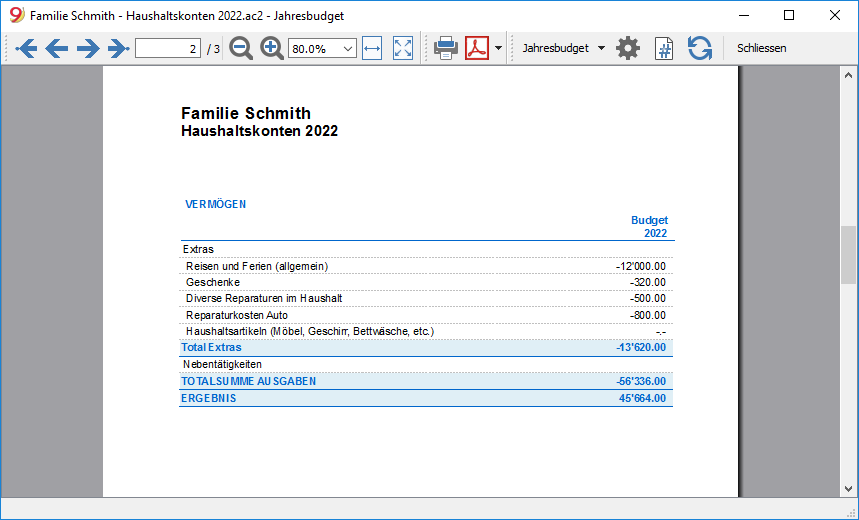 Familie Schmith - Haushaltskonten 2022.ac2 - Jahresbudget
2 / 3 80.0% Jahresbudget Schliessen
Familie Schmith
Haushaltskonten 2022
VERMÖGEN
Budget
2022
Extras
Reisen und Ferien (allgemein) -12'000.00
Geschenke -320.00
Diverse Reparaturen im Haushalt -500.00
Reparaturkosten Auto -800.00
Haushaltsartikeln (Möbel, Geschirr, Bettwäsche, etc.) -.-
Total Extras -13'620.00
Nebentätigkeiten
TOTALSUMME AUSGABEN -56'336.00
ERGEBNIS 45'664.00